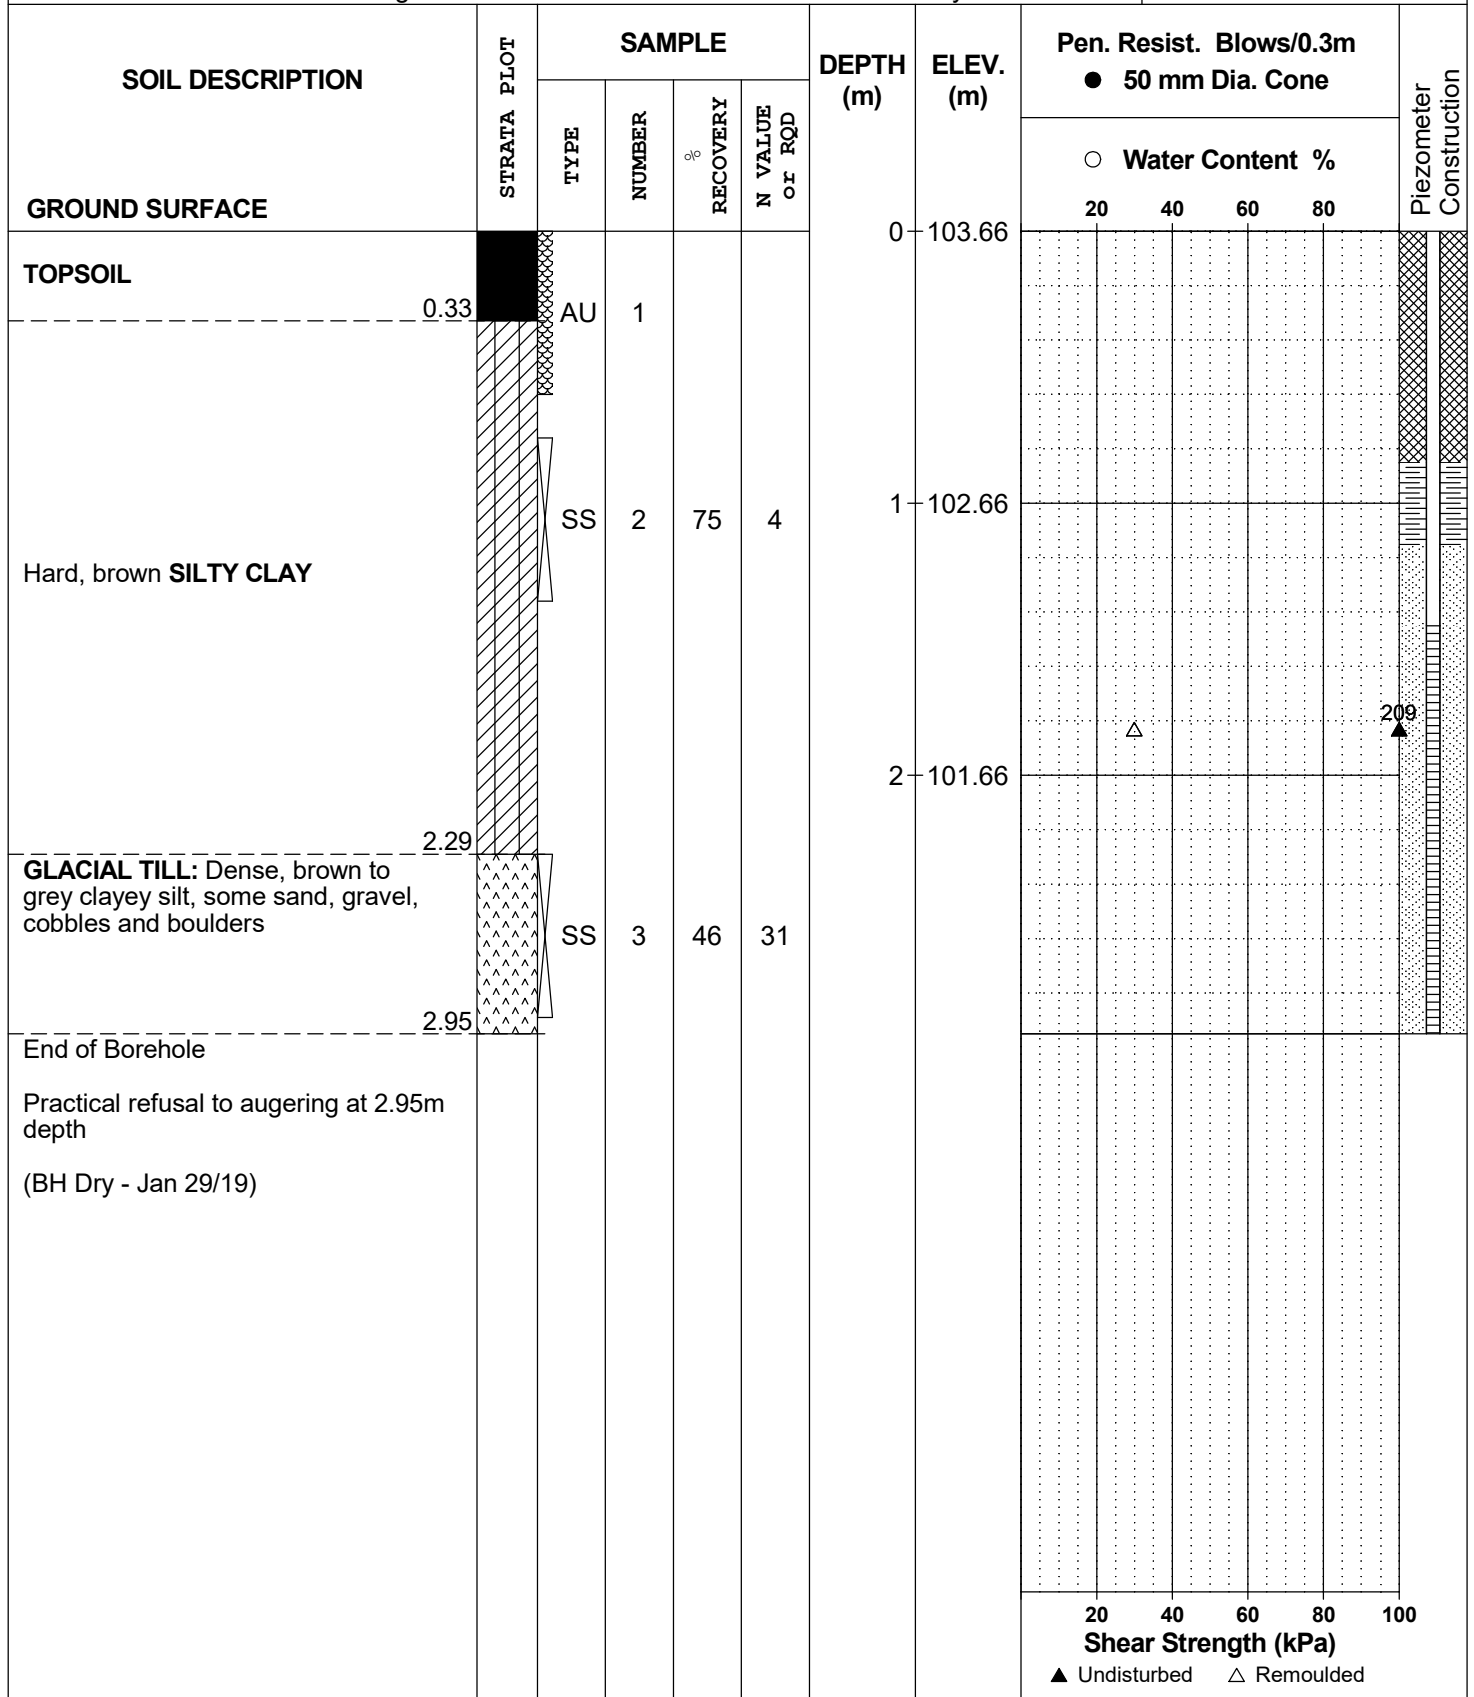 SOIL DESCRIPTION
GROUND SURFACE
STRATA PLOT
SAMPLE
TYPE
NUMBER
%
RECOVERY
N VALUE
or RQD
DEPTH
(m)
ELEV.
(m)
Pen. Resist. Blows/0.3m
● 50 mm Dia. Cone
○ Water Content %
20 40 60 80
Piezometer
Construction
0 103.66
TOPSOIL
0.33
AU 1
1 102.66
SS 2 75 4
Hard, brown SILTY CLAY
209
2 101.66
2.29
GLACIAL TILL: Dense, brown to
grey clayey silt, some sand, gravel,
cobbles and boulders
SS 3 46 31
2.95
End of Borehole
Practical refusal to augering at 2.95m
depth
(BH Dry - Jan 29/19)
20 40 60 80 100
Shear Strength (kPa)
▲ Undisturbed △ Remoulded